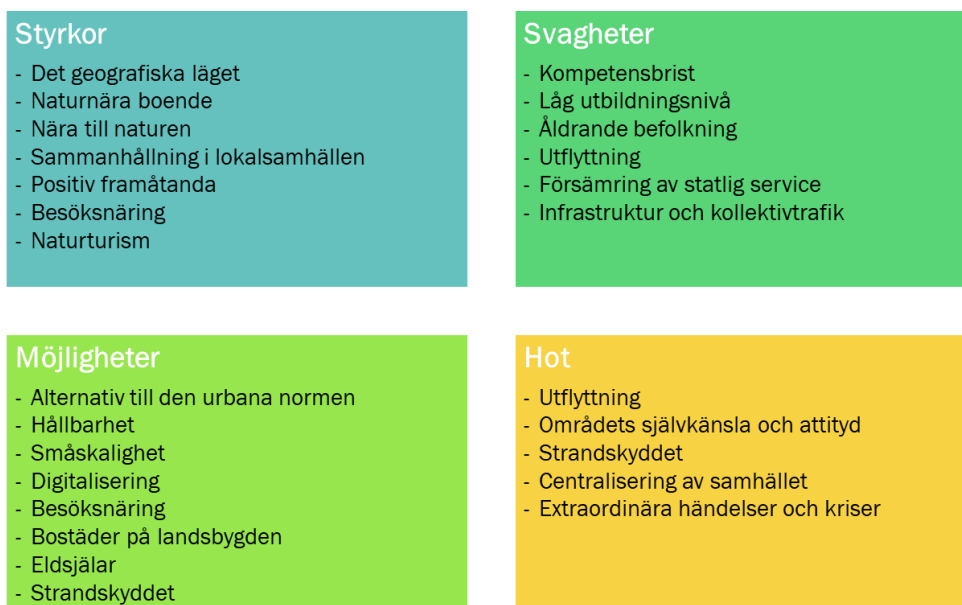 Styrkor
- Det geografiska läget
- Naturnära boende
- Nära till naturen
- Sammanhållning i lokalsamhällen
- Positiv framåtanda
- Besöksnäring
- Naturturism
Svagheter
- Kompetensbrist
- Låg utbildningsnivå
- Åldrande befolkning
- Utflyttning
- Försämring av statlig service
- Infrastruktur och kollektivtrafik
Möjligheter
- Alternativ till den urbana normen
- Hållbarhet
- Småskalighet
- Digitalisering
- Besöksnäring
- Bostäder på landsbygden
- Eldsjälar
- Strandskyddet
Hot
- Utflyttning
- Områdets självkänsla och attityd
- Strandskyddet
- Centralisering av samhället
- Extraordinära händelser och kriser